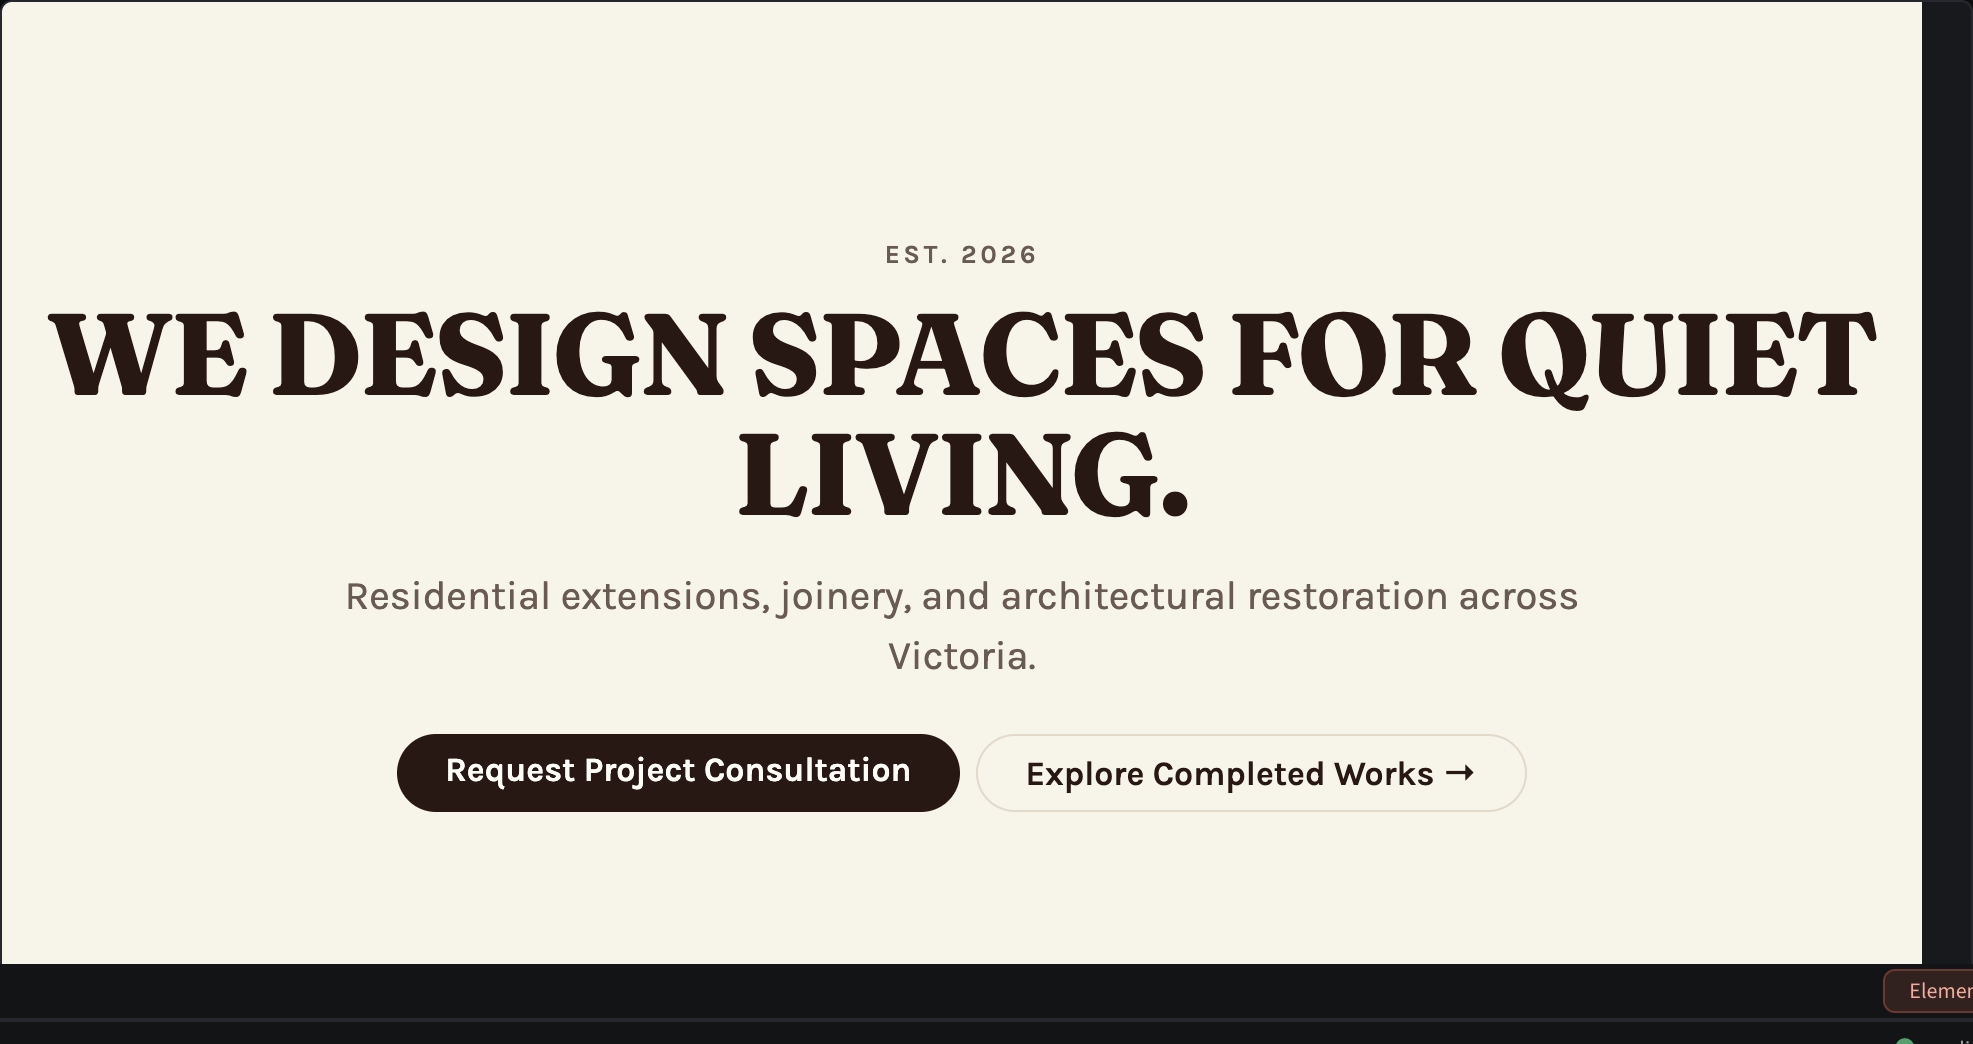 EST. 2026
WE DESIGN SPACES FOR QUIET
LIVING.
Residential extensions, joinery, and architectural restoration across
Victoria.
Request Project Consultation
Explore Completed Works →